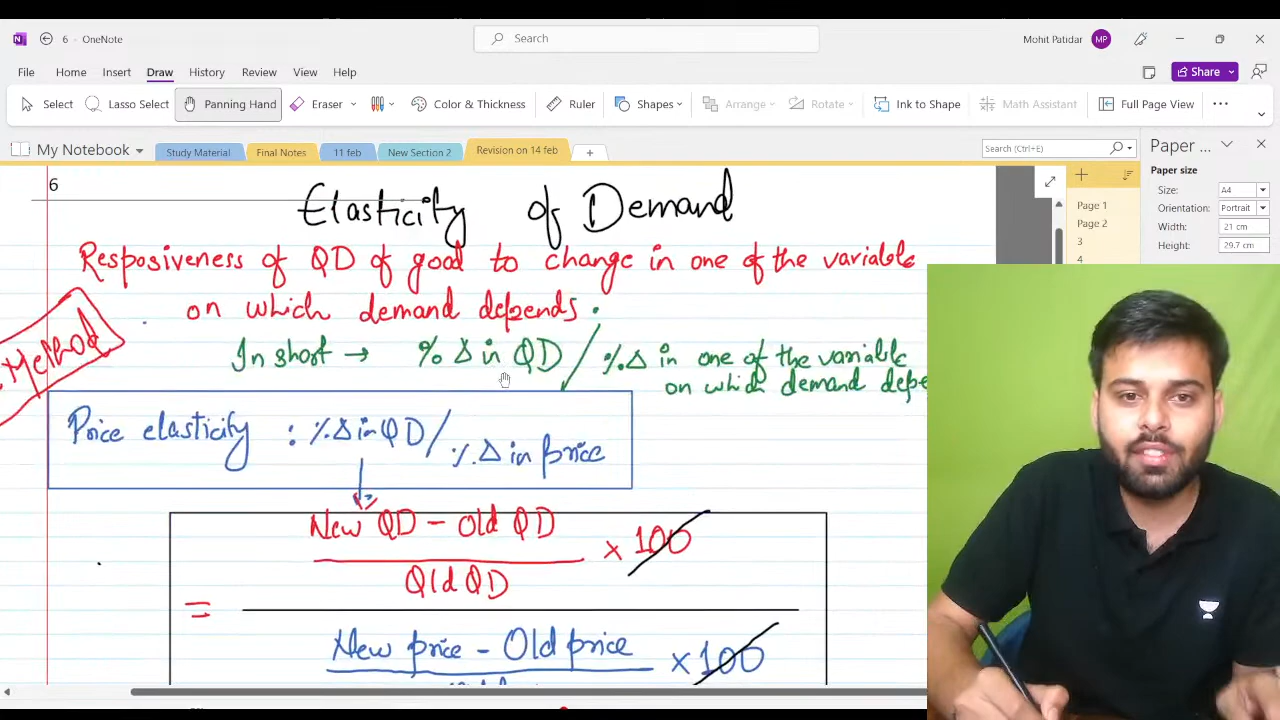 6 - OneNote
Search
Mohit Patidar
MP
File Home Insert Draw History Review View Help
Share
Select Lasso Select Panning Hand Eraser Color & Thickness Ruler Shapes Arrange Rotate Ink to Shape Math Assistant Full Page View
My Notebook
Study Material Final Notes 11 feb New Section 2 Revision on 14 feb +
Search (Ctrl+E)
Paper ...
Paper size
Size: A4
Orientation: Portrait
Width: 21 cm
Height: 29.7 cm
Page 1
Page 2
3
4
6
Elasticity of Demand
Resposiveness of QD of good to change in one of the variable
on which demand depends.
Method
In short → % Δ in QD / % Δ in one of the variable
on which demand depe
Price elasticity : % Δ in QD / % Δ in price
New QD - Old QD
× 100
Old QD
=
New price - Old price
× 100